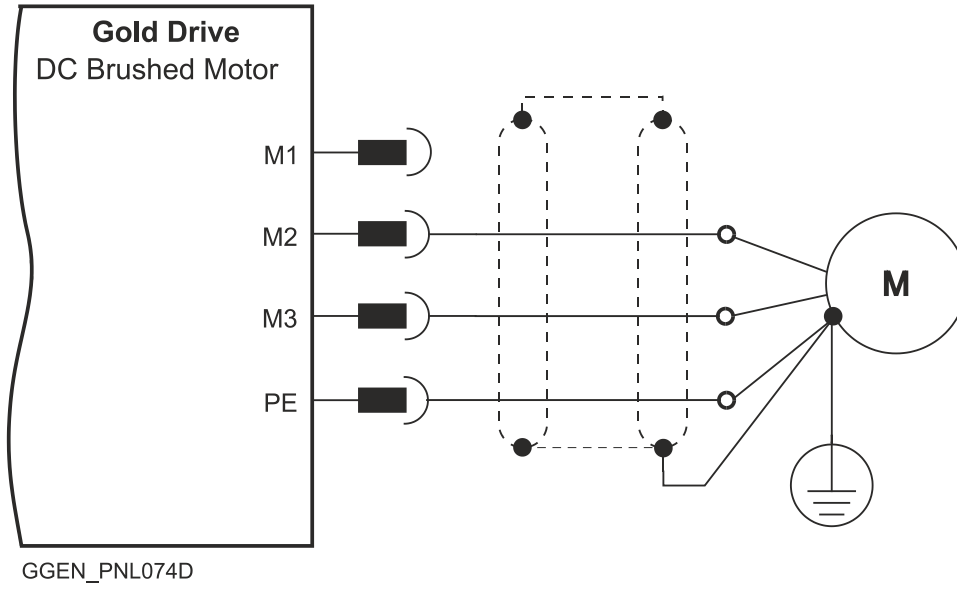 Gold Drive
DC Brushed Motor
M1
M2
M3
PE
M
GGEN_PNL074D